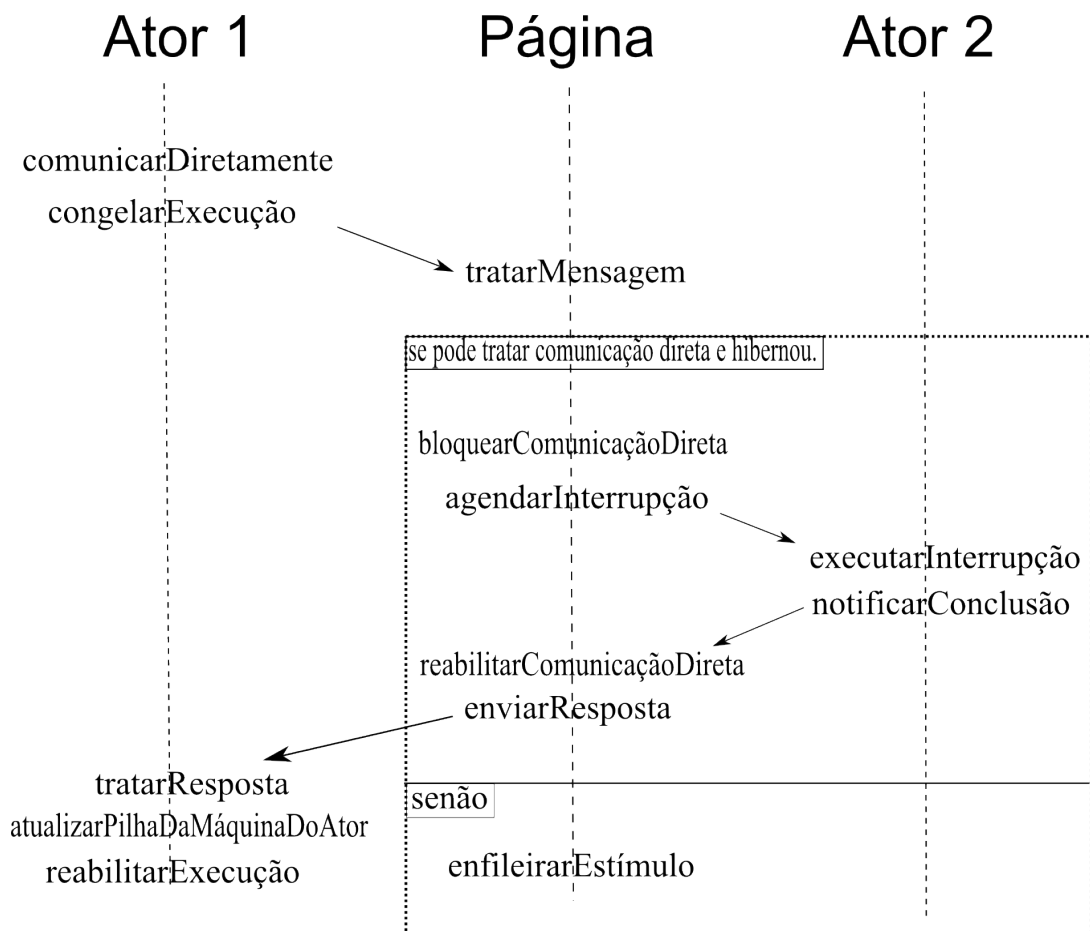 Ator 1 Página Ator 2
comunicarDiretamente
congelarExecução
tratarMensagem
se pode tratar comunicação direta e hibernou.
bloquearComunicaçãoDireta
agendarInterrupção
executarInterrupção
notificarConclusão
reabilitarComunicaçãoDireta
enviarResposta
tratarResposta
senão
atualizarPilhaDaMáquinaDoAtor
enfileirarEstímulo
reabilitarExecução